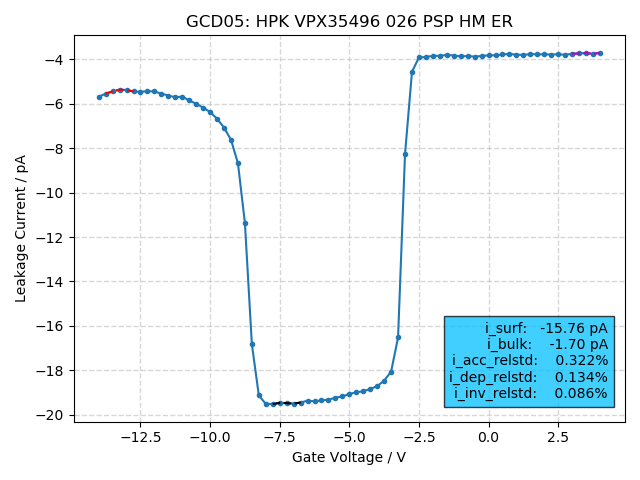 GCD05: HPK VPX35496 026 PSP HM ER
Leakage Current / pA
−4
−6
−8
−10
−12
−14
−16
−18
−20
i_surf: -15.76 pA
i_bulk: -1.70 pA
i_acc_relstd: 0.322%
i_dep_relstd: 0.134%
i_inv_relstd: 0.086%
−12.5 −10.0 −7.5 −5.0 −2.5 0.0 2.5
Gate Voltage / V